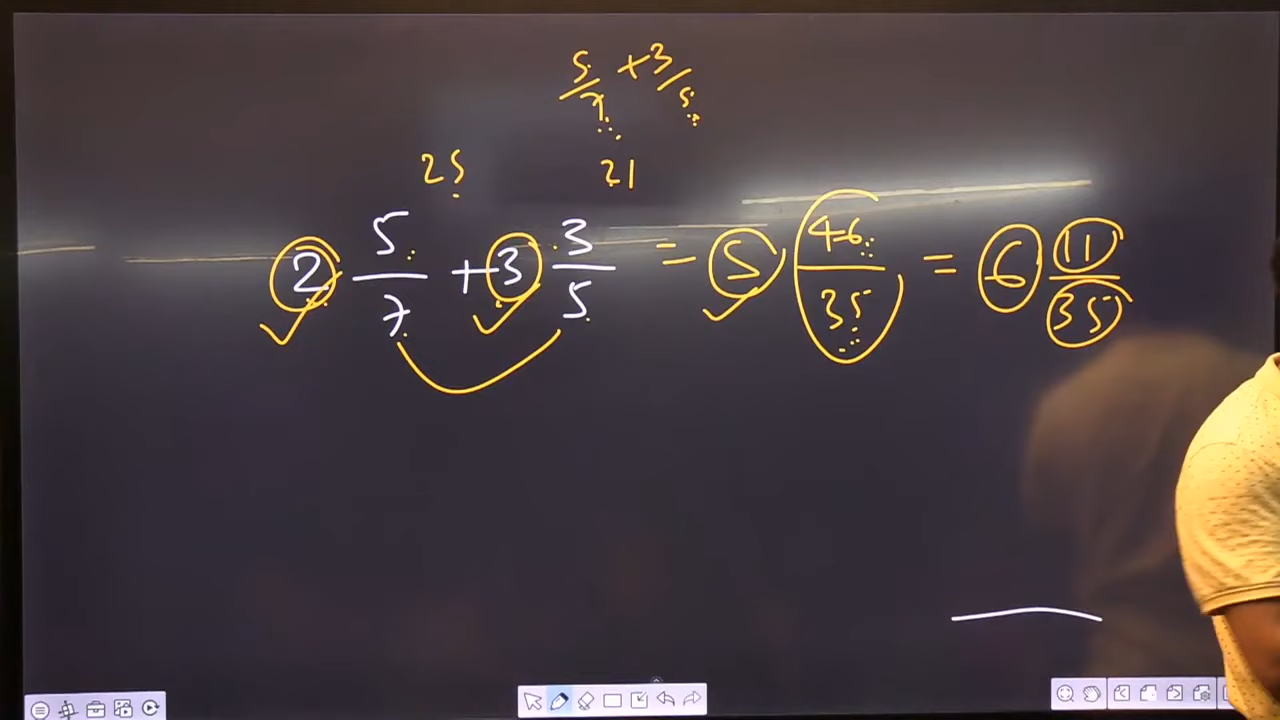 5/7 + 3/5
25 21
2 5/7 + 3 3/5 = 5 46/35 = 6 11/35